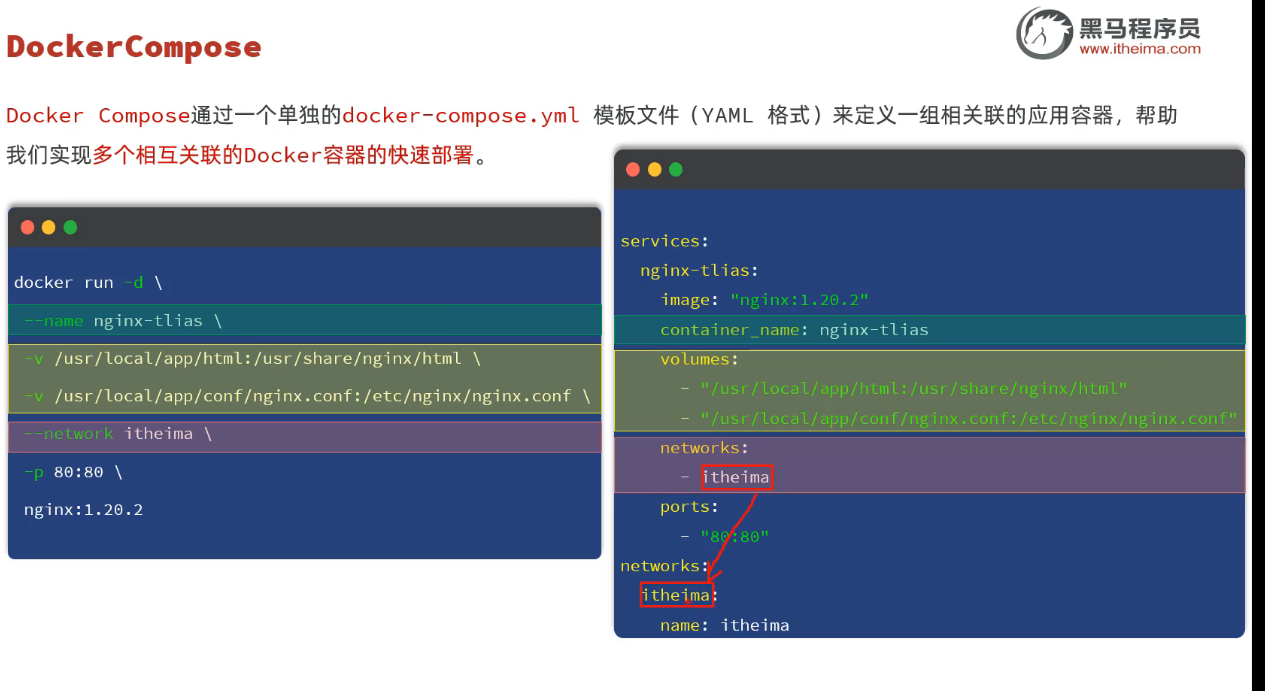 DockerCompose
黑马程序员
www.itheima.com
Docker Compose通过一个单独的docker-compose.yml 模板文件（YAML 格式）来定义一组相关联的应用容器，帮助
我们实现多个相互关联的Docker容器的快速部署。
docker run -d \
--name nginx-tlias \
-v /usr/local/app/html:/usr/share/nginx/html \
-v /usr/local/app/conf/nginx.conf:/etc/nginx/nginx.conf \
--network itheima \
-p 80:80 \
nginx:1.20.2
services:
  nginx-tlias:
    image: "nginx:1.20.2"
    container_name: nginx-tlias
    volumes:
      - "/usr/local/app/html:/usr/share/nginx/html"
      - "/usr/local/app/conf/nginx.conf:/etc/nginx/nginx.conf"
    networks:
      - itheima
    ports:
      - "80:80"
networks:
  itheima:
    name: itheima